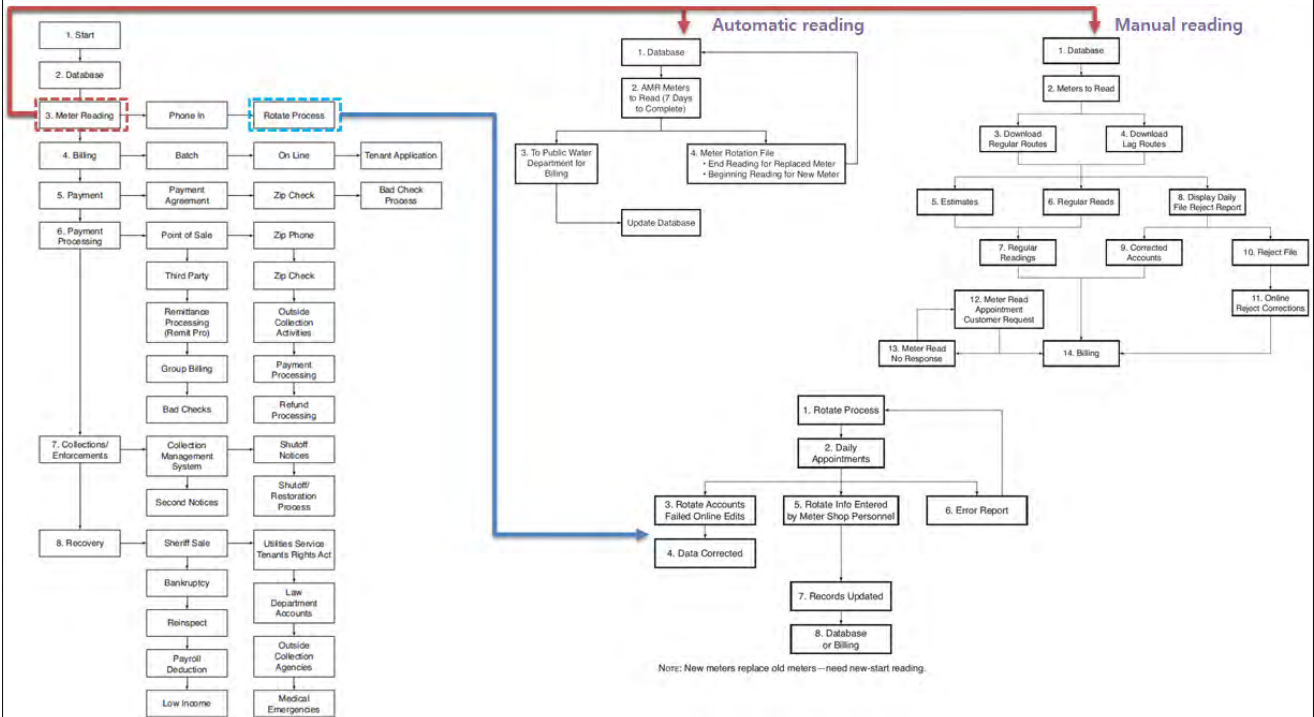 Automatic reading
Manual reading
1. Start
2. Database
3. Meter Reading
Phone In
Rotate Process
4. Billing
Batch
On Line
Tenant Application
5. Payment
Payment
Agreement
Zip Check
Bad Check
Process
6. Payment
Processing
Point of Sale
Zip Phone
Third Party
Zip Check
Remittance
Processing
(Remit Pro)
Outside
Collection
Activities
Group Billing
Payment
Processing
Bad Checks
Refund
Processing
7. Collections/
Enforcements
Collection
Management
System
Shutoff
Notices
Second Notices
Shutoff/
Restoration
Process
8. Recovery
Sheriff Sale
Utilities Service
Tenants Rights Act
Bankruptcy
Law
Department
Accounts
Reinspect
Payroll
Deduction
Outside
Collection
Agencies
Low Income
Medical
Emergencies
1. Database
2. AMR Meters
to Read (7 Days
to Complete)
3. To Public Water
Department for
Billing
4. Meter Rotation File
• End Reading for Replaced Meter
• Beginning Reading for New Meter
Update Database
1. Database
2. Meters to Read
3. Download
Regular Routes
4. Download
Lag Routes
5. Estimates
6. Regular Reads
8. Display Daily
File Reject Report
7. Regular
Readings
9. Corrected
Accounts
10. Reject File
12. Meter Read
Appointment
Customer Request
11. Online
Reject Corrections
13. Meter Read
No Response
14. Billing
1. Rotate Process
2. Daily
Appointments
3. Rotate Accounts
Failed Online Edits
5. Rotate Info Entered
by Meter Shop Personnel
6. Error Report
4. Data Corrected
7. Records Updated
8. Database
or Billing
NOTE: New meters replace old meters—need new-start reading.